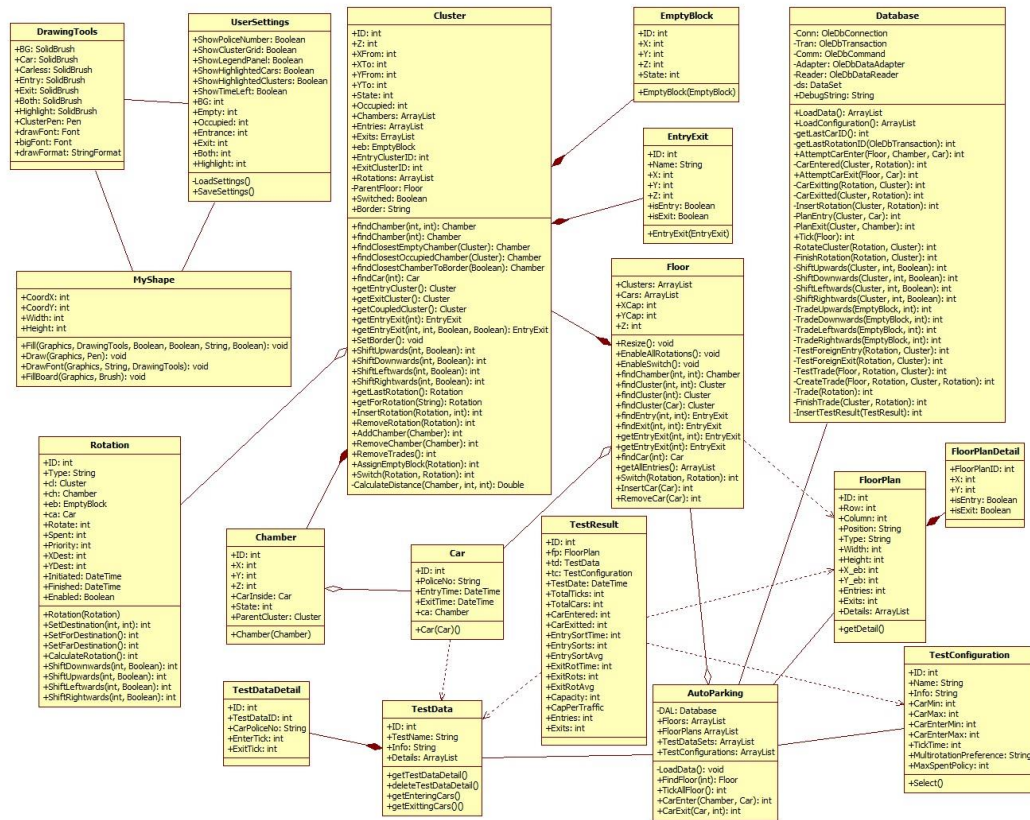 DrawingTools
+BG: SolidBrush
+Car: SolidBrush
+Carless: SolidBrush
+Entry: SolidBrush
+Exit: SolidBrush
+Both: SolidBrush
+Highlight: SolidBrush
+ClusterPen: Pen
+drawFont: Font
+bigFont: Font
+drawFormat: StringFormat
UserSettings
+ShowPoliceNumber: Boolean
+ShowClusterGrid: Boolean
+ShowLegendPanel: Boolean
+ShowHighlightedCars: Boolean
+ShowHighlightedClusters: Boolean
+ShowTimeLeft: Boolean
+BG: int
+Empty: int
+Occupied: int
+Entrance: int
+Exit: int
+Both: int
+Highlight: int
-LoadSettings()
+SaveSettings()
MyShape
+CoordX: int
+CoordY: int
+Width: int
+Height: int
+Fill(Graphics, DrawingTools, Boolean, Boolean, String, Boolean): void
+Draw(Graphics, Pen): void
+DrawFont(Graphics, String, DrawingTools): void
+FillBoard(Graphics, Brush): void
Cluster
+ID: int
+Z: int
+XFrom: int
+XTo: int
+YFrom: int
+YTo: int
+State: int
+Occupied: int
+Chambers: ArrayList
+Entries: ArrayList
+Exits: ErrayList
+eb: EmptyBlock
+EntryClusterID: int
+ExitClusterID: int
+Rotations: ArrayList
-ParentFloor: Floor
+Switched: Boolean
+Border: String
+findChamber(int, int): Chamber
+findChamber(int): Chamber
+findClosestEmptyChamber(Cluster): Chamber
+findClosestOccupiedChamber(Cluster): Chamber
+findClosestChamberToBorder(Boolean): Chamber
+findCar(int): Car
+getEntryCluster(): Cluster
+getExitCluster(): Cluster
+getCoupledCluster(): Cluster
+getEntryExit(int): EntryExit
+getEntryExit(int, int, Boolean, Boolean): EntryExit
+SetBorder(): void
+ShiftUpwards(int, Boolean): int
+ShiftDownwards(int, Boolean): int
+ShiftLeftwards(int, Boolean): int
+ShiftRightwards(int, Boolean): int
+getLastRotation(): Rotation
+getForRotation(String): Rotation
+InsertRotation(Rotation, int): int
+RemoveRotation(Rotation): int
+AddChamber(Chamber): int
+RemoveChamber(Chamber): int
+RemoveTrades(): int
+AssignEmptyBlock(Rotation): int
+Switch(Rotation, Rotation): int
-CalculateDistance(Chamber, int, int): Double
EmptyBlock
+ID: int
+X: int
+Y: int
+Z: int
+State: int
+EmptyBlock(EmptyBlock)
EntryExit
+ID: int
+Name: String
+X: int
+Y: int
+Z: int
+isEntry: Boolean
+isExit: Boolean
+EntryExit(EntryExit)
Floor
+Clusters: ArrayList
+Cars: ArrayList
+XCap: int
+YCap: int
+Z: int
+Resize(): void
+EnableAllRotations(): void
+EnableSwitch(): void
+findChamber(int, int): Chamber
+findCluster(int, int): Cluster
+findCluster(int): Cluster
+findCluster(Car): Cluster
+findEntry(int, int): EntryExit
+findExit(int, int): EntryExit
+getEntryExit(int, int): EntryExit
+getEntryExit(int): EntryExit
+findCar(int): Car
+getAllEntries(): ArrayList
+Switch(Rotation, Rotation): int
+InsertCar(Car): int
+RemoveCar(Car): int
Database
-Conn: OleDbConnection
-Tran: OleDbTransaction
-Comm: OleDbCommand
-Adapter: OleDbDataAdapter
-Reader: OleDbDataReader
-ds: DataSet
+DebugString: String
+LoadData(): ArrayList
+LoadConfiguration(): ArrayList
-getLastCarID(): int
-getLastRotationID(OleDbTransaction): int
+AttemptCarEnter(Floor, Chamber, Car): int
-CarEntered(Cluster, Rotation): int
+AttemptCarExit(Floor, Car): int
-CarExitting(Rotation, Cluster): int
-CarExitted(Cluster, Rotation): int
-InsertRotation(Cluster, Rotation): int
-PlanEntry(Cluster, Car): int
-PlanExit(Cluster, Chamber): int
+Tick(Floor): int
-RotateCluster(Rotation, Cluster): int
-FinishRotation(Rotation, Cluster): int
-ShiftUpwards(Cluster, int, Boolean): int
-ShiftDownwards(Cluster, int, Boolean): int
-ShiftLeftwards(Cluster, int, Boolean): int
-ShiftRightwards(Cluster, int, Boolean): int
-TradeUpwards(EmptyBlock, int): int
-TradeDownwards(EmptyBlock, int): int
-TradeLeftwards(EmptyBlock, int): int
-TradeRightwards(EmptyBlock, int): int
-TestForeignEntry(Rotation, Cluster): int
-TestForeignExit(Rotation, Cluster): int
-TestTrade(Floor, Rotation, Cluster): int
-CreateTrade(Floor, Rotation, Cluster, Rotation): int
-Trade(Rotation): int
-FinishTrade(Cluster, Rotation): int
-InsertTestResult(TestResult): int
Rotation
+ID: int
+Type: String
+cl: Cluster
+ch: Chamber
+eb: EmptyBlock
+ca: Car
+Rotate: int
+Spent: int
+Priority: int
+XDest: int
+YDest: int
+Initiated: DateTime
+Finished: DateTime
+Enabled: Boolean
+Rotation(Rotation)
+SetDestination(int, int): int
+SetForDestination(): int
+SetFarDestination(): int
+CalculateRotation(): int
+ShiftDownwards(int, Boolean): int
+ShiftUpwards(int, Boolean): int
+ShiftLeftwards(int, Boolean): int
+ShiftRightwards(int, Boolean): int
Chamber
+ID: int
+X: int
+Y: int
+Z: int
+CarInside: Car
+State: int
+ParentCluster: Cluster
+Chamber(Chamber)
Car
+ID: int
+PoliceNo: String
+EntryTime: DateTime
+ExitTime: DateTime
+ca: Chamber
+Car(Car)()
TestResult
+ID: int
+fp: FloorPlan
+td: TestData
+tc: TestConfiguration
+TestDate: DateTime
+TotalTicks: int
+TotalCars: int
+CarEntered: int
+CarExitted: int
+EntrySortTime: int
+EntrySorts: int
+EntrySortAvg
+ExitRotTime: int
+ExitRots: int
+ExitRotAvg
+Capacity: int
+CapPerTraffic
+Entries: int
+Exits: int
FloorPlan
+ID: int
+Row: int
+Column: int
+Position: String
+Type: String
+Width: int
+Height: int
+X_eb: int
+Y_eb: int
+Entries: int
+Exits: int
+Details: ArrayList
+getDetail()
FloorPlanDetail
+FloorPlanID: int
+X: int
+Y: int
+isEntry: Boolean
+isExit: Boolean
TestDataDetail
+ID: int
+TestDataID: int
+CarPoliceNo: String
+EnterTick: int
+ExitTick: int
TestData
+ID: int
+TestName: String
+Info: String
+Details: ArrayList
+getTestDataDetail()
+deleteTestDataDetail()
+getEnteringCars()
+getExittingCars()()
AutoParking
-DAL: Database
+Floors: ArrayList
+FloorPlans ArrayList
+TestDataSets: ArrayList
+TestConfigurations: ArrayList
-LoadData(): void
+FindFloor(int): Floor
+TickAllFloor(): int
+CarEnter(Chamber, Car): int
+CarExit(Car, int): int
TestConfiguration
+ID: int
+Name: String
+Info: String
+CarMin: int
+CarMax: int
+CarEnterMin: int
+CarEnterMax: int
+TickTime: int
+MultirotationPreference: String
+MaxSpentPolicy: int
+Select()